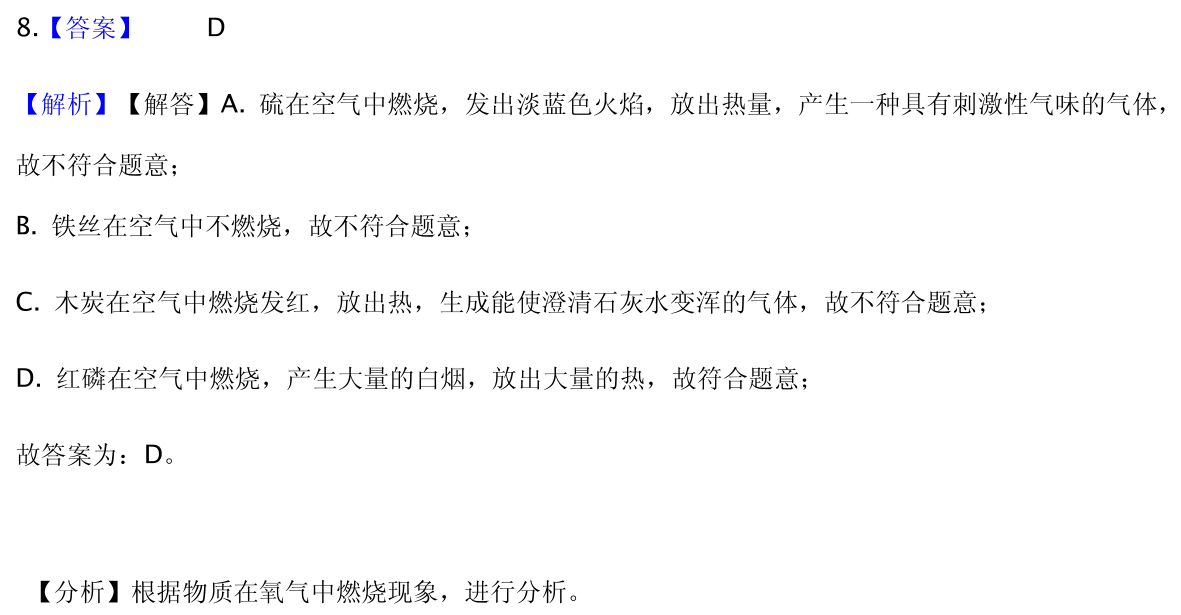 8.【答案】 D
【解析】【解答】A. 硫在空气中燃烧，发出淡蓝色火焰，放出热量，产生一种具有刺激性气味的气体，
故不符合题意；
B. 铁丝在空气中不燃烧，故不符合题意；
C. 木炭在空气中燃烧发红，放出热，生成能使澄清石灰水变浑的气体，故不符合题意；
D. 红磷在空气中燃烧，产生大量的白烟，放出大量的热，故符合题意；
故答案为：D。
【分析】根据物质在氧气中燃烧现象，进行分析。